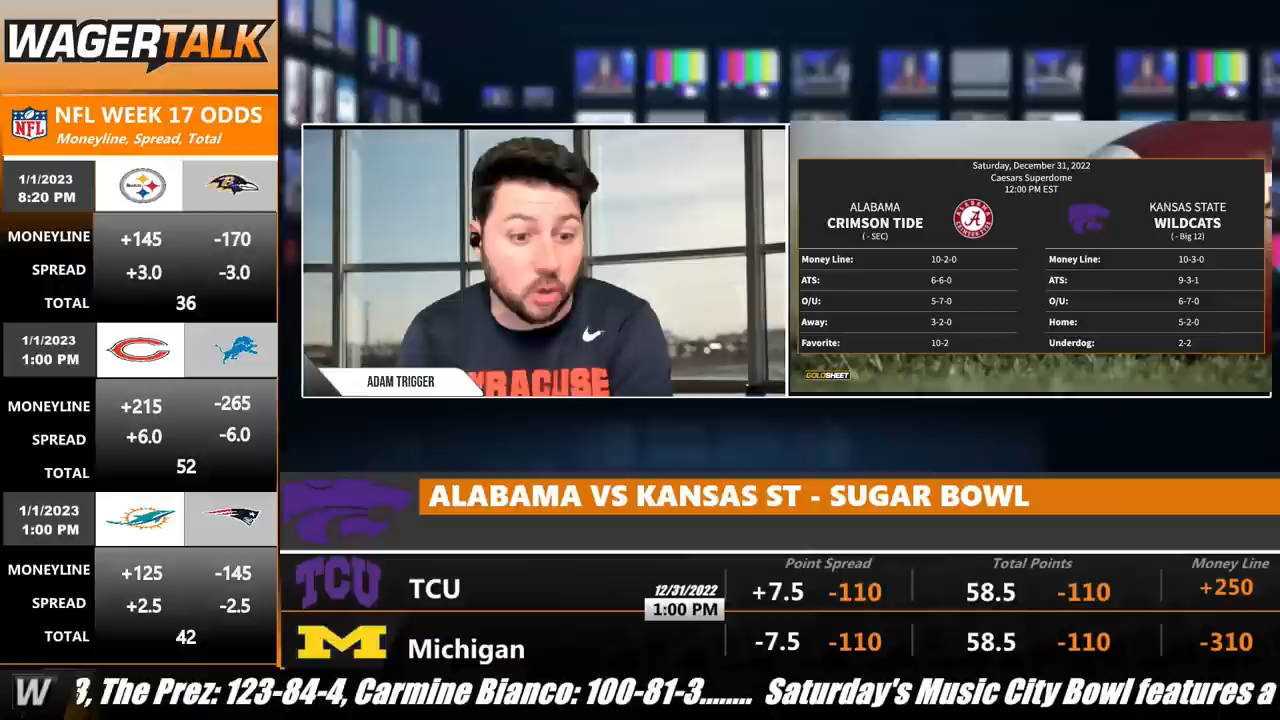 WAGERTALK
NFL
NFL WEEK 17 ODDS
Moneyline, Spread, Total
1/1/2023
8:20 PM
Steelers
MONEYLINE +145 -170
SPREAD +3.0 -3.0
TOTAL 36
1/1/2023
1:00 PM
MONEYLINE +215 -265
SPREAD +6.0 -6.0
TOTAL 52
1/1/2023
1:00 PM
MONEYLINE +125 -145
SPREAD +2.5 -2.5
TOTAL 42
ADAM TRIGGER
SYRACUSE
Saturday, December 31, 2022
Caesars Superdome
12:00 PM EST
ALABAMA
CRIMSON TIDE
(- SEC)
ALABAMA
A
KANSAS STATE
WILDCATS
(- Big 12)
Money Line: 10-2-0
ATS: 6-6-0
O/U: 5-7-0
Away: 3-2-0
Favorite: 10-2
Money Line: 10-3-0
ATS: 9-3-1
O/U: 6-7-0
Home: 5-2-0
Underdog: 2-2
GOLDSHEET
ALABAMA VS KANSAS ST - SUGAR BOWL
Point Spread Total Points Money Line
TCU TCU 12/31/2022 +7.5 -110 58.5 -110 +250
1:00 PM
M Michigan -7.5 -110 58.5 -110 -310
W 3, The Prez: 123-84-4, Carmine Bianco: 100-81-3........ Saturday's Music City Bowl features a